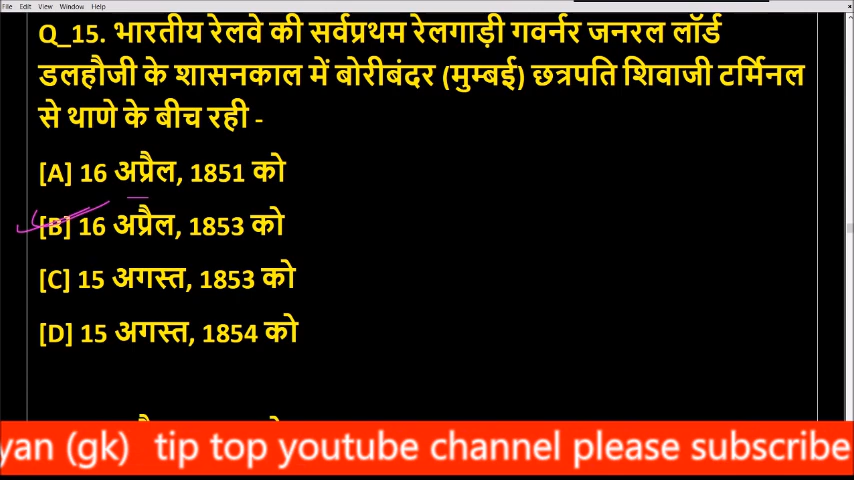 File Edit View Window Help
Q_15. भारतीय रेलवे की सर्वप्रथम रेलगाड़ी गवर्नर जनरल लॉर्ड
डलहौजी के शासनकाल में बोरीबंदर (मुम्बई) छत्रपति शिवाजी टर्मिनल
से थाणे के बीच रही -
[A] 16 अप्रैल, 1851 को
[B] 16 अप्रैल, 1853 को
[C] 15 अगस्त, 1853 को
[D] 15 अगस्त, 1854 को
yan (gk) tip top youtube channel please subscribe